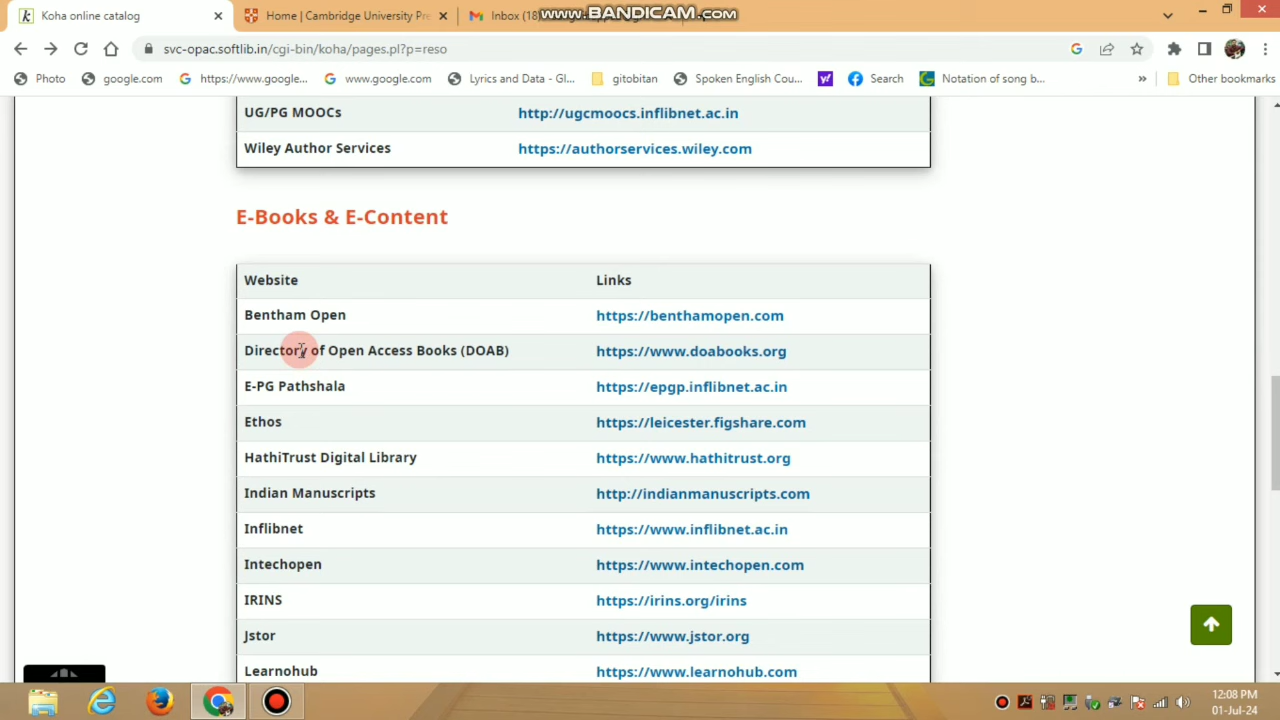 Koha online catalog
Home | Cambridge University Pre
Inbox (18
www.BANDICAM.com
svc-opac.softlib.in/cgi-bin/koha/pages.pl?p=reso
Photo
google.com
https://www.google...
www.google.com
Lyrics and Data - Gl...
gitobitan
Spoken English Cou...
Search
Notation of song b...
»
Other bookmarks
UG/PG MOOCs http://ugcmoocs.inflibnet.ac.in
Wiley Author Services https://authorservices.wiley.com
E-Books & E-Content
Website Links
Bentham Open https://benthamopen.com
Directory of Open Access Books (DOAB) https://www.doabooks.org
E-PG Pathshala https://epgp.inflibnet.ac.in
Ethos https://leicester.figshare.com
HathiTrust Digital Library https://www.hathitrust.org
Indian Manuscripts http://indianmanuscripts.com
Inflibnet https://www.inflibnet.ac.in
Intechopen https://www.intechopen.com
IRINS https://irins.org/irins
Jstor https://www.jstor.org
Learnohub https://www.learnohub.com
12:08 PM
01-Jul-24